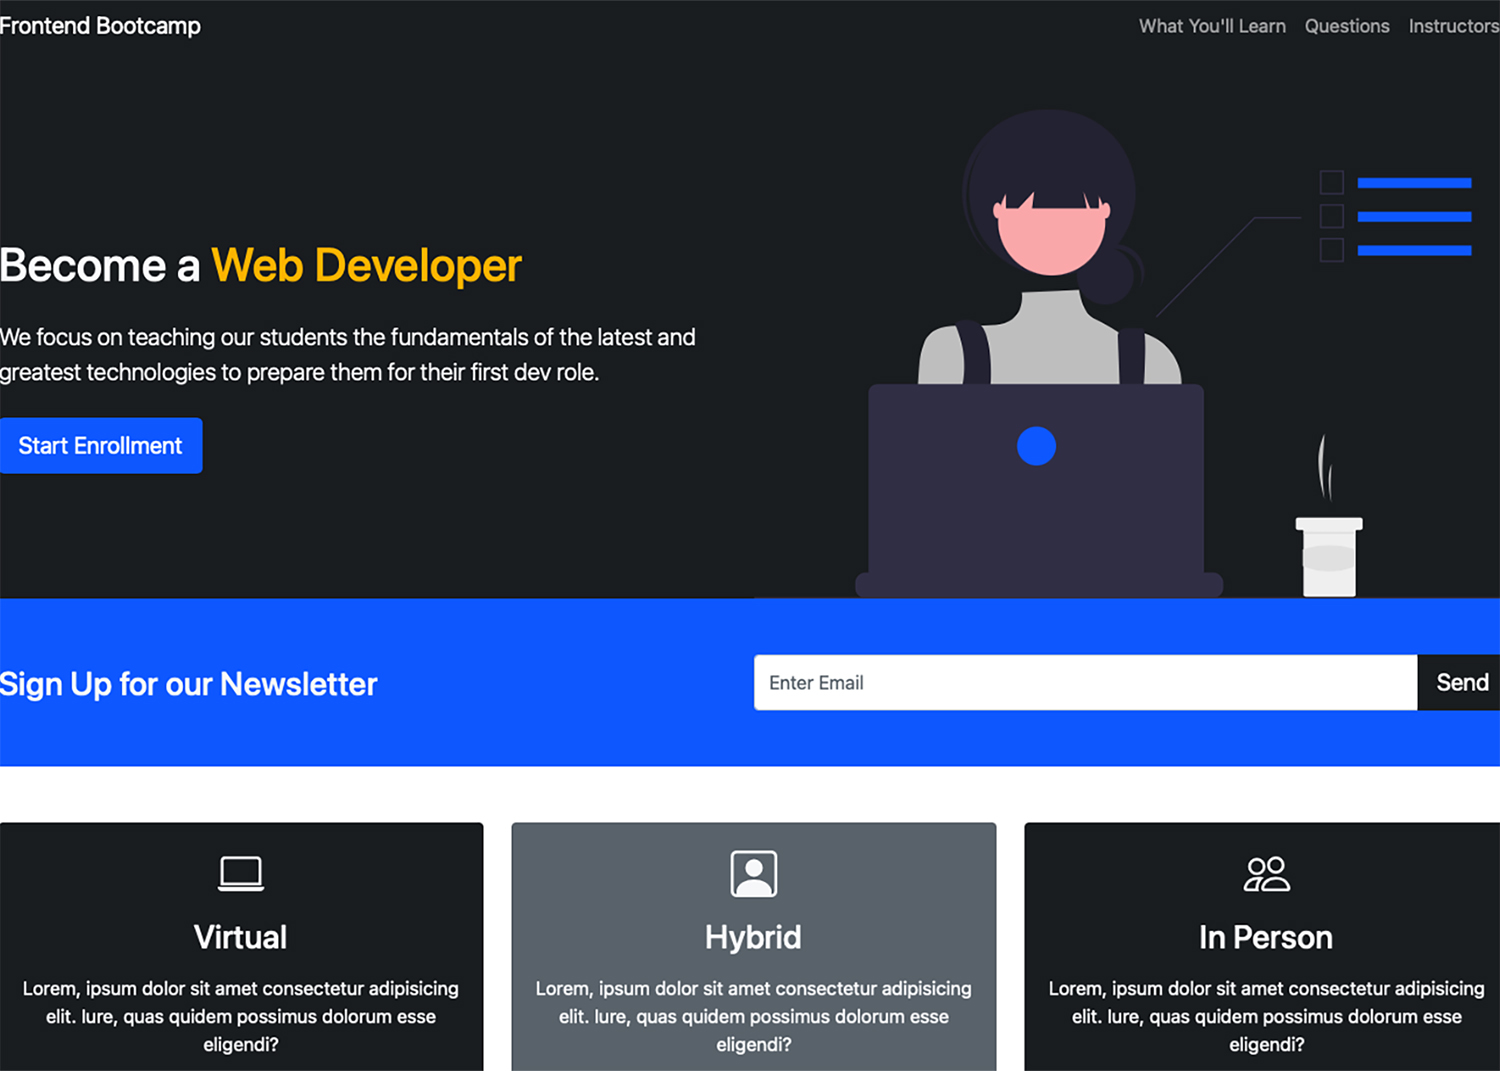 Frontend Bootcamp
What You'll Learn Questions Instructors
Become a Web Developer
We focus on teaching our students the fundamentals of the latest and
greatest technologies to prepare them for their first dev role.
Start Enrollment
Sign Up for our Newsletter
Enter Email
Send
Virtual
Lorem, ipsum dolor sit amet consectetur adipisicing
elit. Iure, quas quidem possimus dolorum esse
eligendi?
Hybrid
Lorem, ipsum dolor sit amet consectetur adipisicing
elit. Iure, quas quidem possimus dolorum esse
eligendi?
In Person
Lorem, ipsum dolor sit amet consectetur adipisicing
elit. Iure, quas quidem possimus dolorum esse
eligendi?